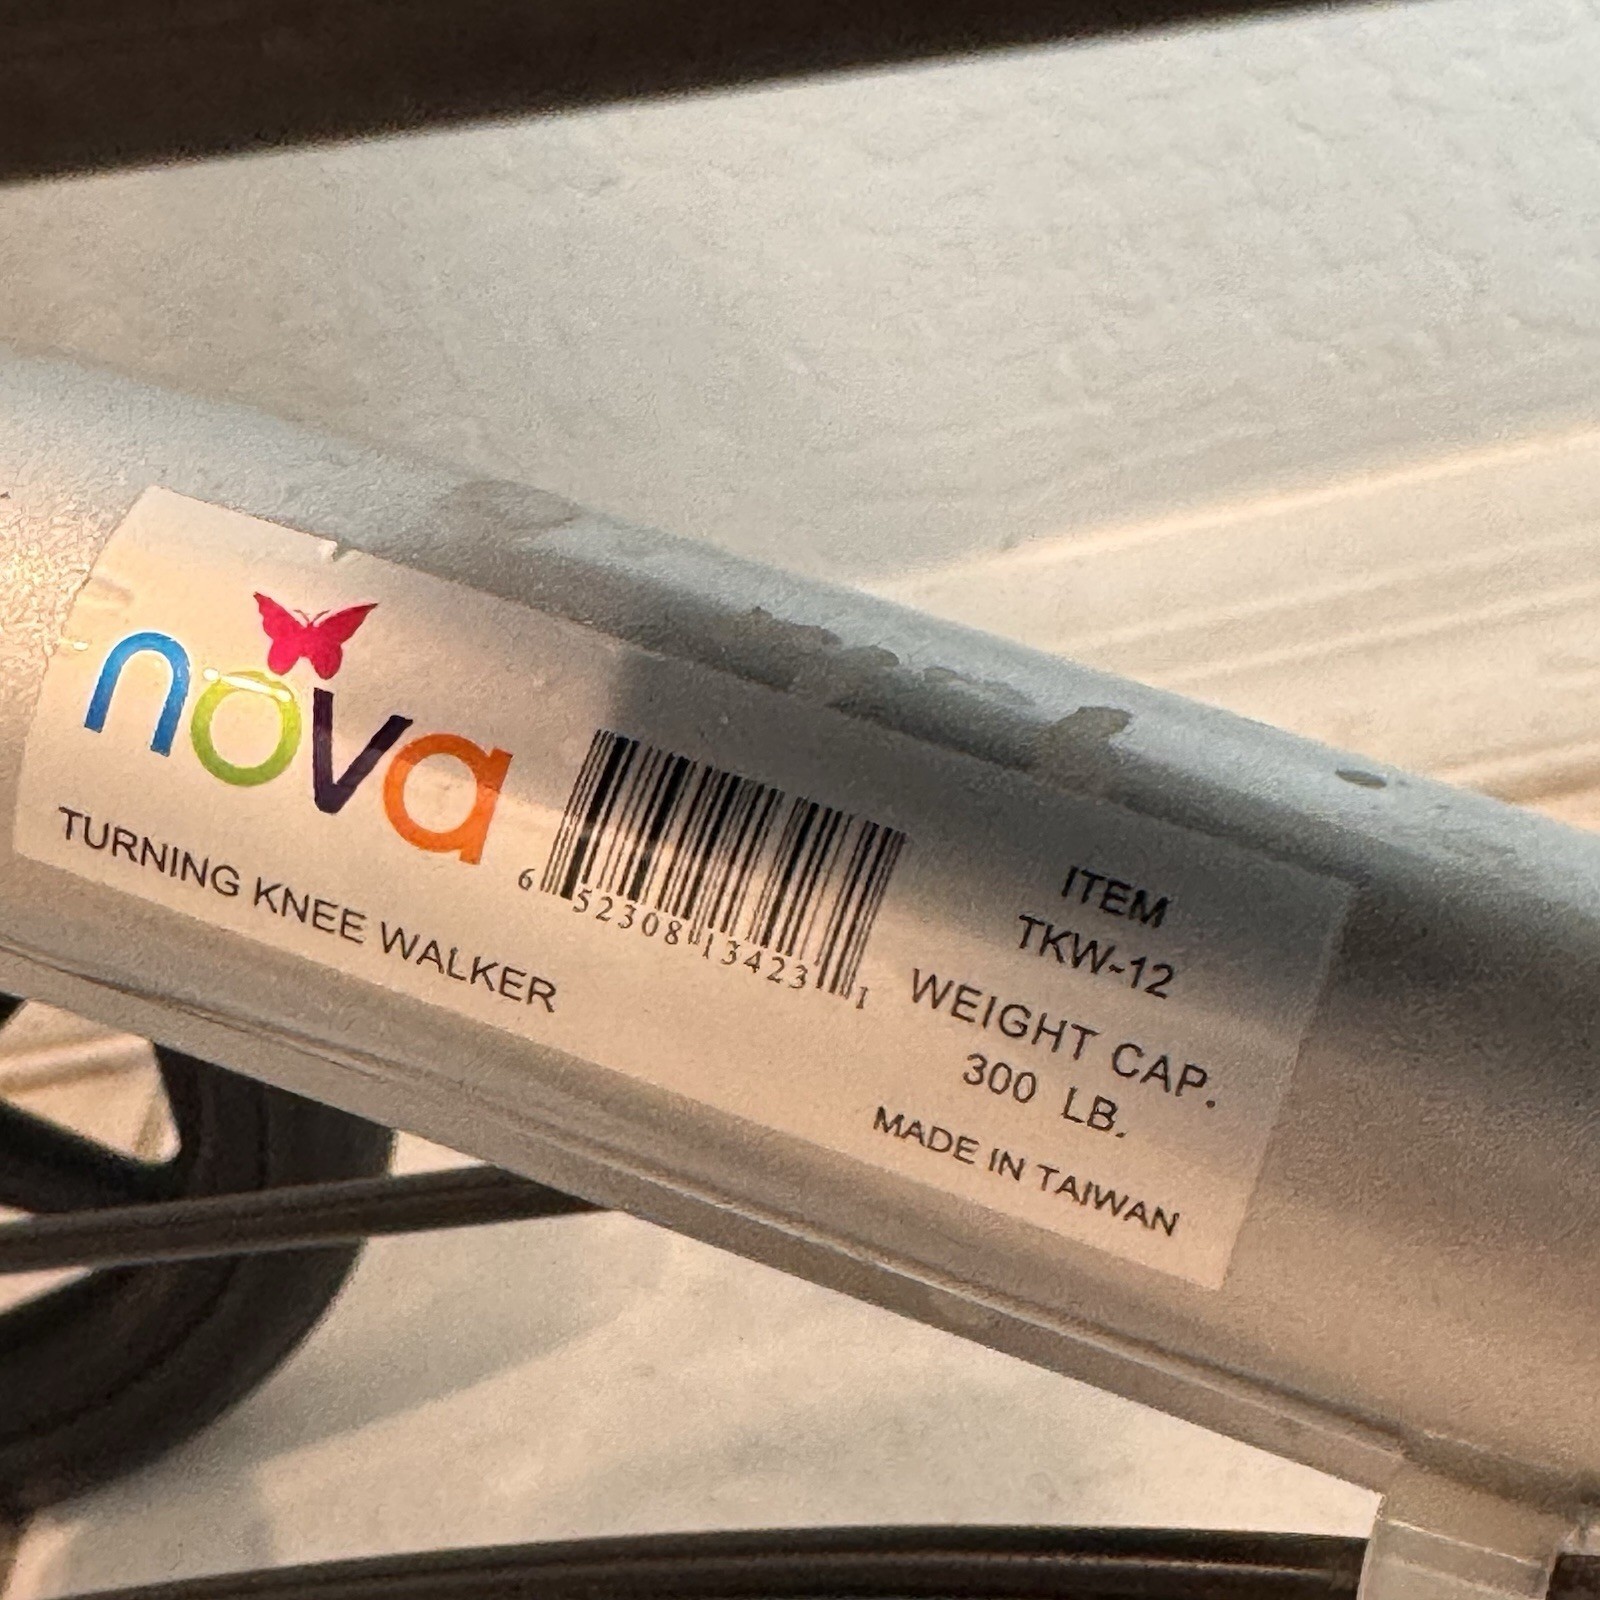 nova
TURNING KNEE WALKER
6 52308 13423 1
ITEM
TKW-12
WEIGHT CAP.
300 LB.
MADE IN TAIWAN